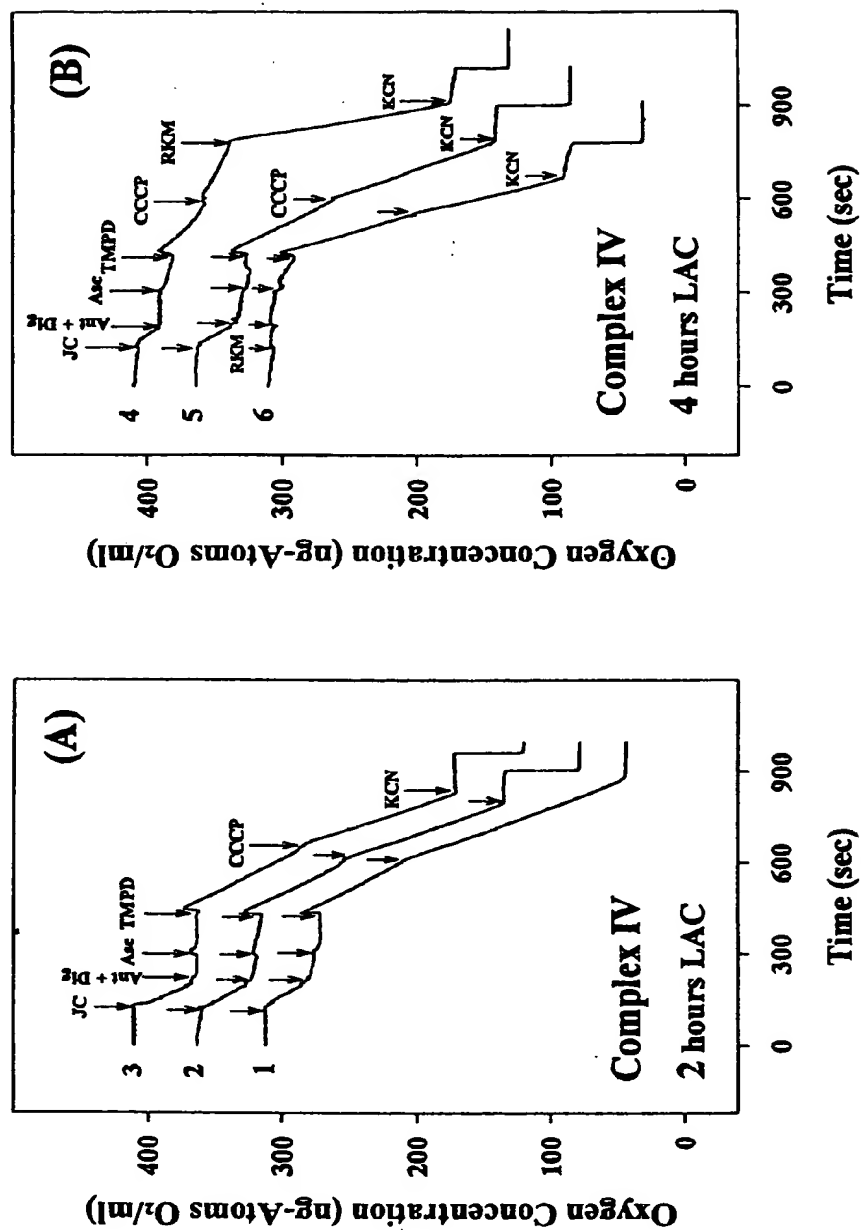 (A)
Oxygen Concentration (ng-Atoms O₂/ml)
400
300
200
100
0
3
2
1
JC
Ant + Dig
Asc
TMPD
CCCP
KCN
Complex IV
2 hours LAC
0
300
600
900
Time (sec)
(B)
Oxygen Concentration (ng-Atoms O₂/ml)
400
300
200
100
0
4
5
6
JC
Ant + Dig
Asc
TMPD
CCCP
RKM
KCN
CCCP
KCN
RKM
KCN
Complex IV
4 hours LAC
0
300
600
900
Time (sec)